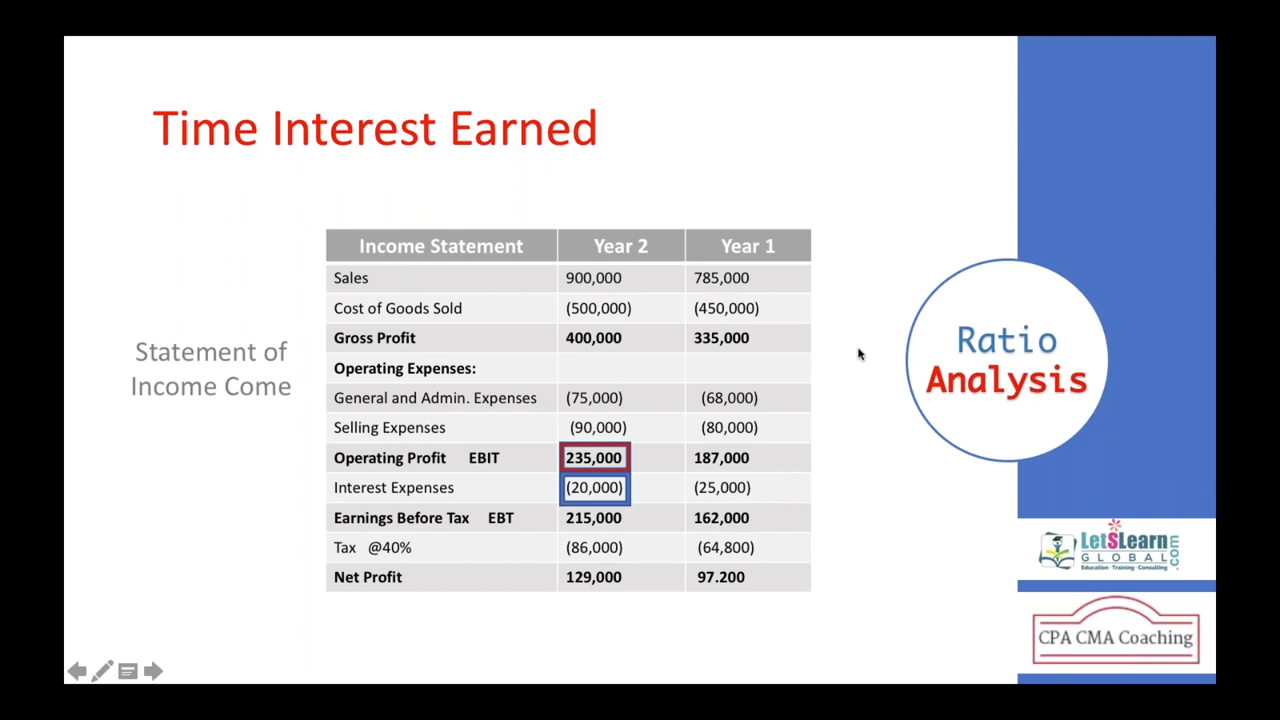 Time Interest Earned
Statement of
Income Come
Income Statement Year 2 Year 1
Sales 900,000 785,000
Cost of Goods Sold (500,000) (450,000)
Gross Profit 400,000 335,000
Operating Expenses:
General and Admin. Expenses (75,000) (68,000)
Selling Expenses (90,000) (80,000)
Operating Profit EBIT 235,000 187,000
Interest Expenses (20,000) (25,000)
Earnings Before Tax EBT 215,000 162,000
Tax @40% (86,000) (64,800)
Net Profit 129,000 97.200
Ratio
Analysis
LetSLearn
GLOBAL.com
Education · Training · Consulting
CPA CMA Coaching